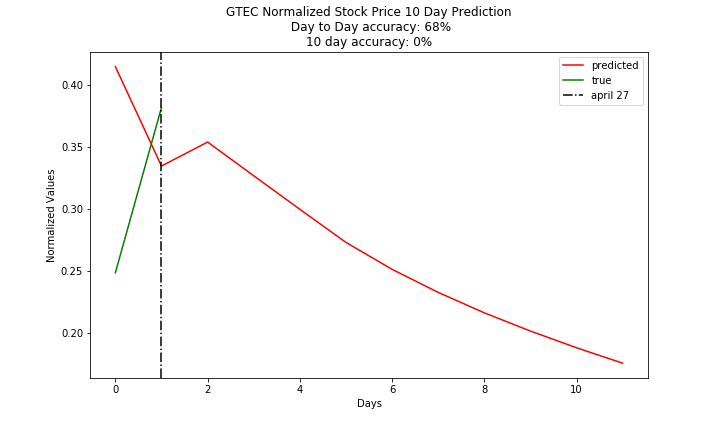 GTEC Normalized Stock Price 10 Day Prediction
Day to Day accuracy: 68%
10 day accuracy: 0%
predicted
true
april 27
0.40
0.35
0.30
0.25
0.20
Normalized Values
0 2 4 6 8 10
Days